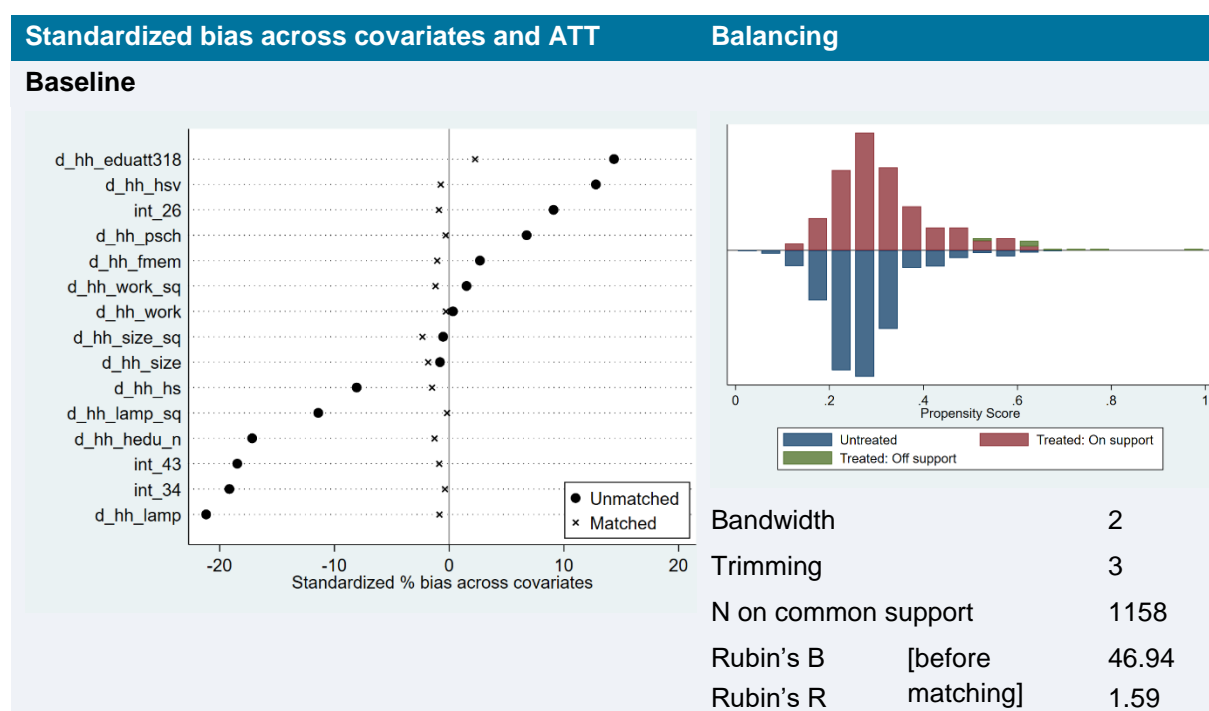 Standardized bias across covariates and ATT
Balancing
Baseline
d_hh_eduatt318
d_hh_hsv
int_26
d_hh_psch
d_hh_fmem
d_hh_work_sq
d_hh_work
d_hh_size_sq
d_hh_size
d_hh_hs
d_hh_lamp_sq
d_hh_hedu_n
int_43
int_34
d_hh_lamp
Unmatched
Matched
-20 -10 0 10 20
Standardized % bias across covariates
0 .2 .4 .6 .8 1
Propensity Score
Untreated Treated: On support
Treated: Off support
Bandwidth 2
Trimming 3
N on common support 1158
Rubin's B [before 46.94
Rubin's R matching] 1.59